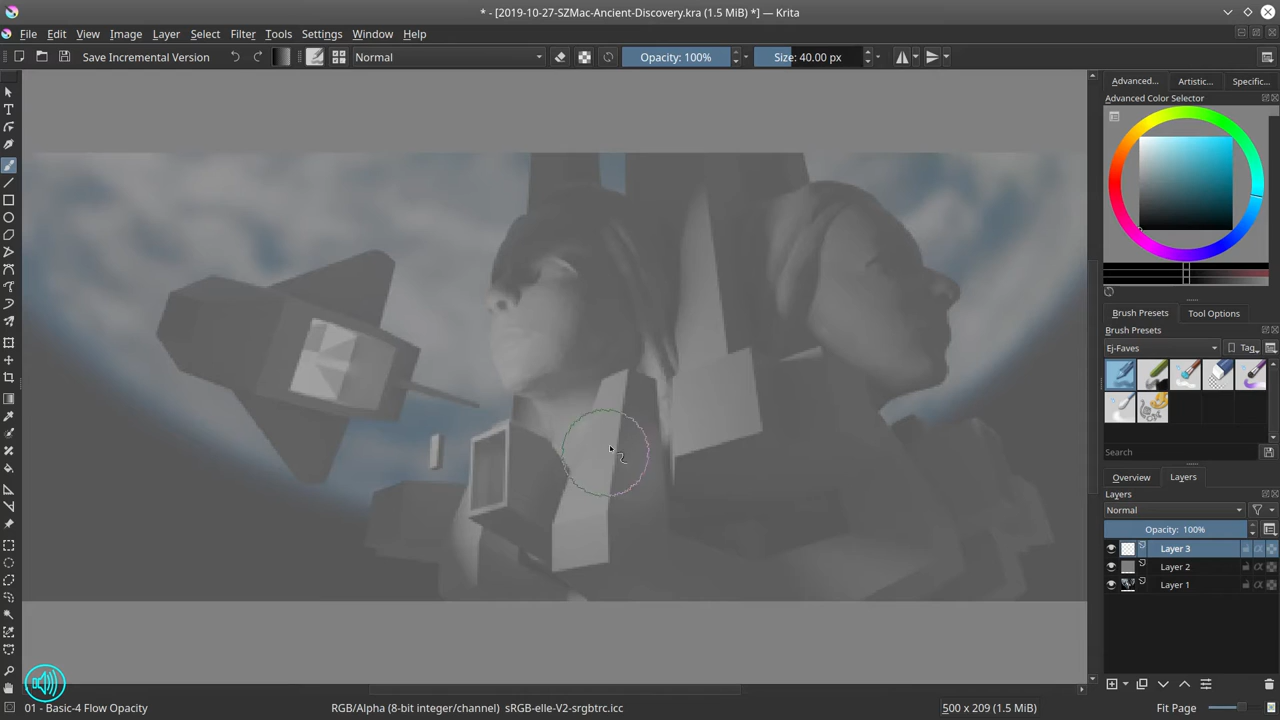 * - [2019-10-27-SZMac-Ancient-Discovery.kra (1.5 MiB) *] — Krita
File Edit View Image Layer Select Filter Tools Settings Window Help
Save Incremental Version Normal Opacity: 100% Size: 40.00 px
Advanced... Artistic... Specific...
Advanced Color Selector
Brush Presets Tool Options
Brush Presets
Ej-Faves Tag
Search
Overview Layers
Layers
Normal
Opacity: 100%
Layer 3
Layer 2
Layer 1
01 - Basic-4 Flow Opacity RGB/Alpha (8-bit integer/channel) sRGB-elle-V2-srgbtrc.icc 500 x 209 (1.5 MiB) Fit Page